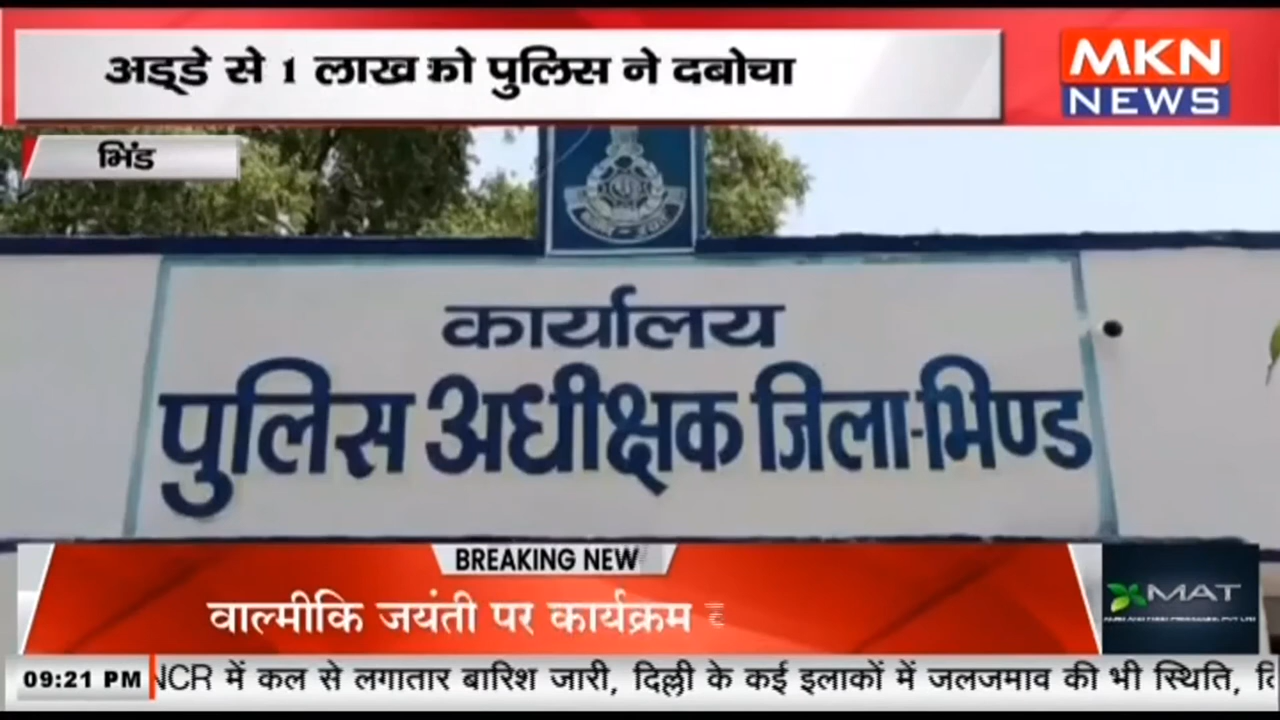 अड्डे से 1 लाख को पुलिस ने दबोचा
MKN
NEWS
भिंड
कार्यालय
पुलिस अधीक्षक जिला-भिण्ड
BREAKING NEW
वाल्मीकि जयंती पर कार्यक्रम
MAT
09:21 PM NCR में कल से लगातार बारिश जारी, दिल्ली के कई इलाकों में जलजमाव की भी स्थिति,